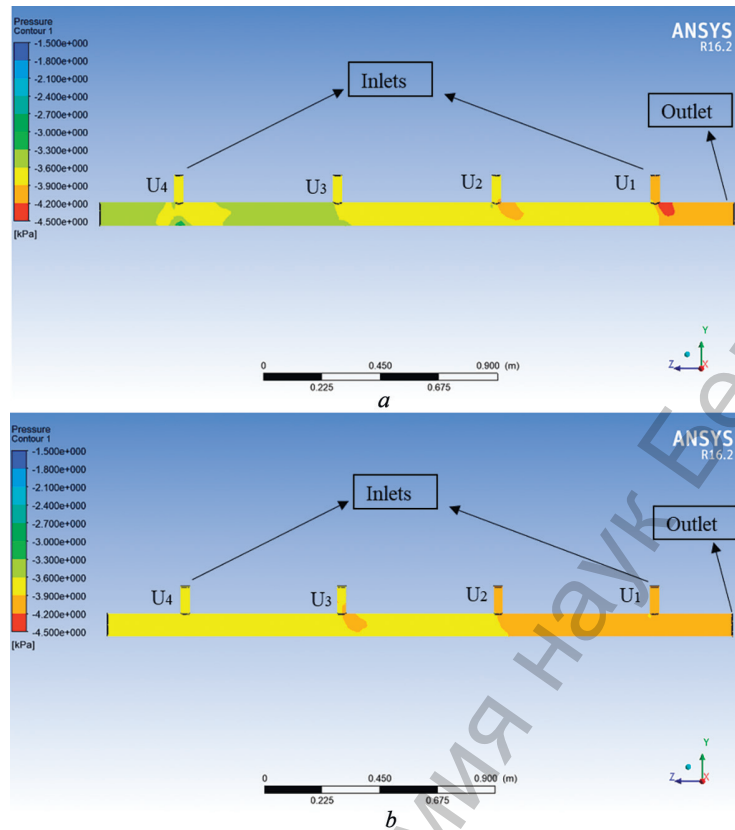 Pressure
Contour 1
-1.500e+000
-1.800e+000
-2.100e+000
-2.400e+000
-2.700e+000
-3.000e+000
-3.300e+000
-3.600e+000
-3.900e+000
-4.200e+000
-4.500e+000
[kPa]
ANSYS
R16.2
Inlets
Outlet
U4
U3
U2
U1
0
0.450
0.900 (m)
0.225
0.675
Y
Z
X
a
Pressure
Contour 1
-1.500e+000
-1.800e+000
-2.100e+000
-2.400e+000
-2.700e+000
-3.000e+000
-3.300e+000
-3.600e+000
-3.900e+000
-4.200e+000
-4.500e+000
[kPa]
ANSYS
R16.2
Inlets
Outlet
U4
U3
U2
U1
0
0.450
0.900 (m)
0.225
0.675
Y
Z
X
b
наук